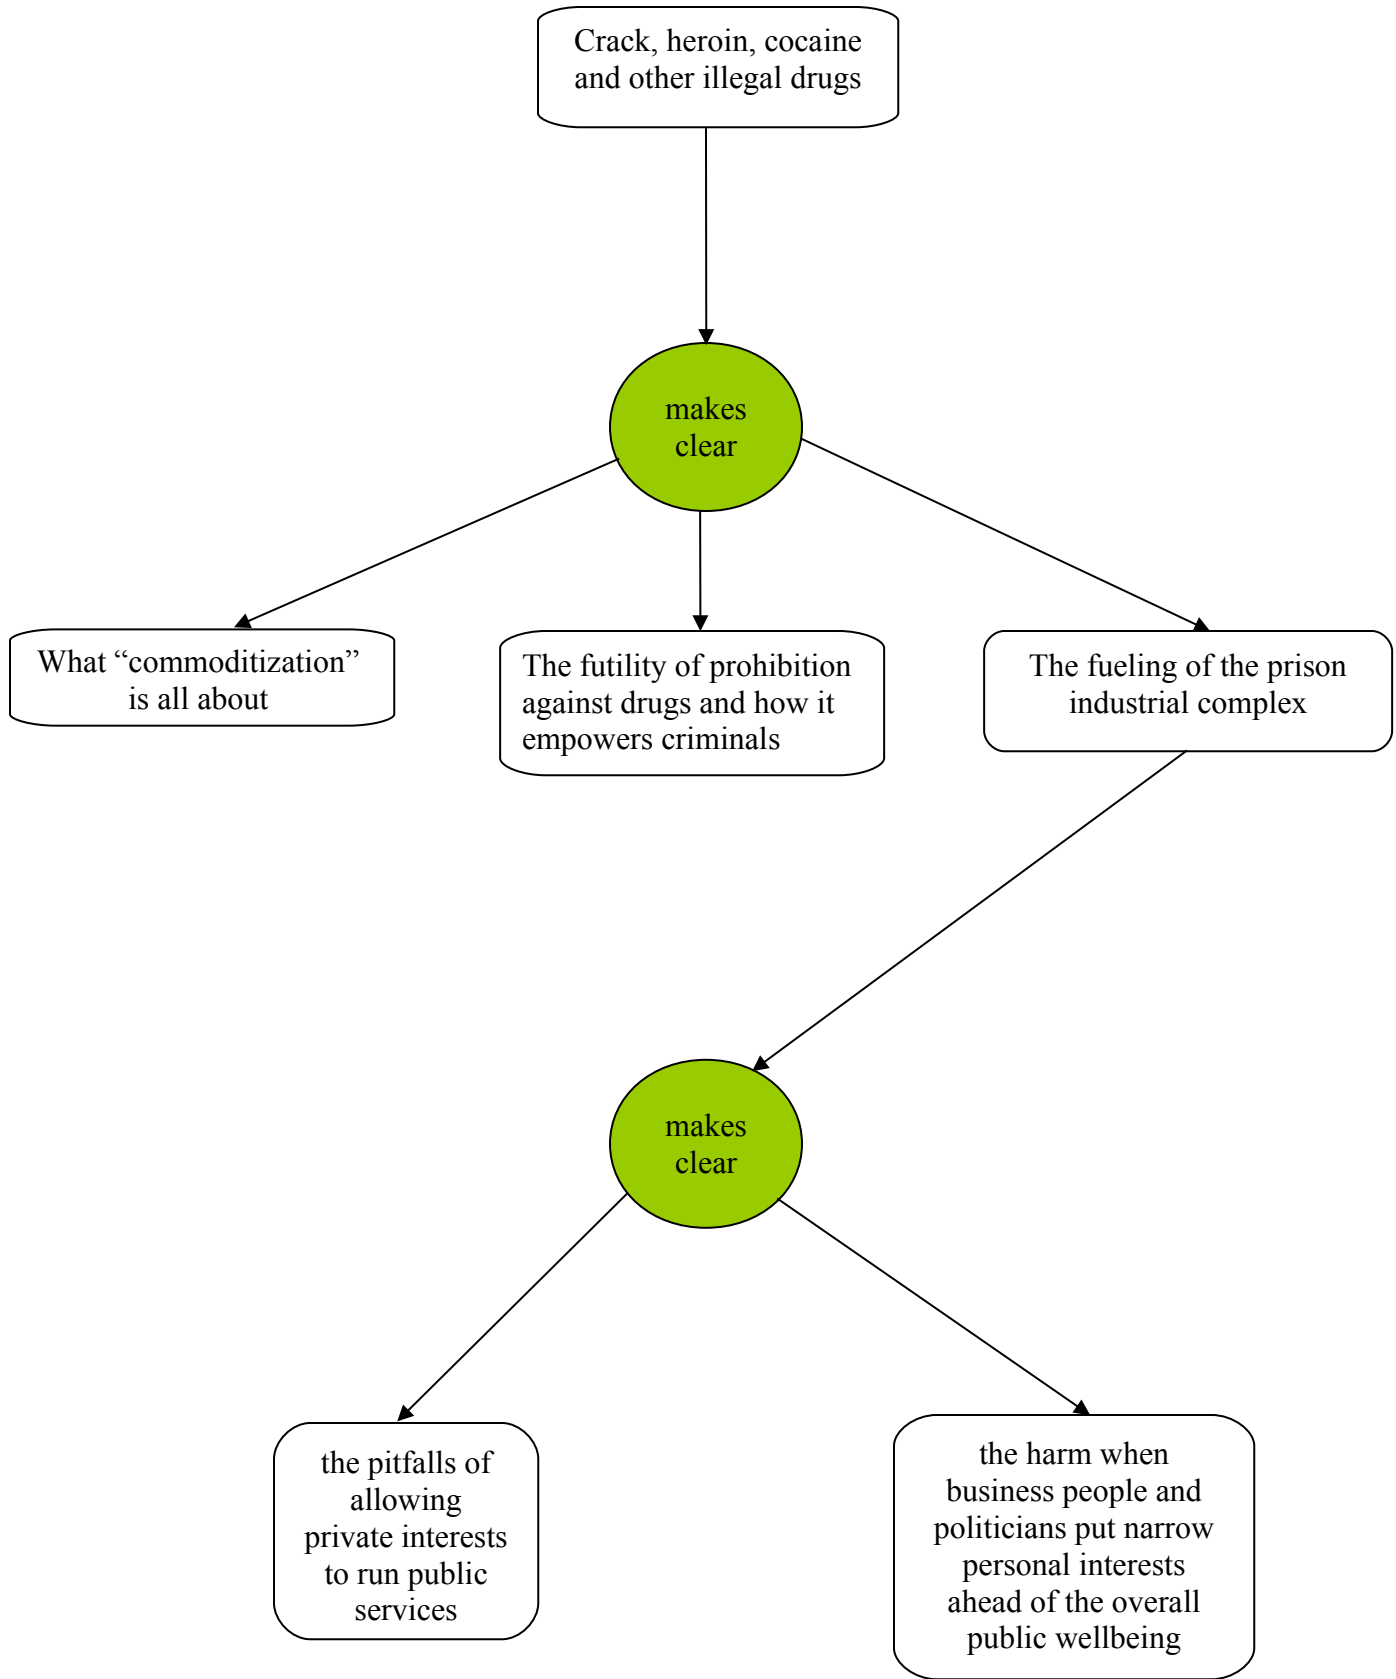 Crack, heroin, cocaine
and other illegal drugs
makes
clear
What “commoditization”
is all about
The futility of prohibition
against drugs and how it
empowers criminals
The fueling of the prison
industrial complex
makes
clear
the pitfalls of
allowing
private interests
to run public
services
the harm when
business people and
politicians put narrow
personal interests
ahead of the overall
public wellbeing